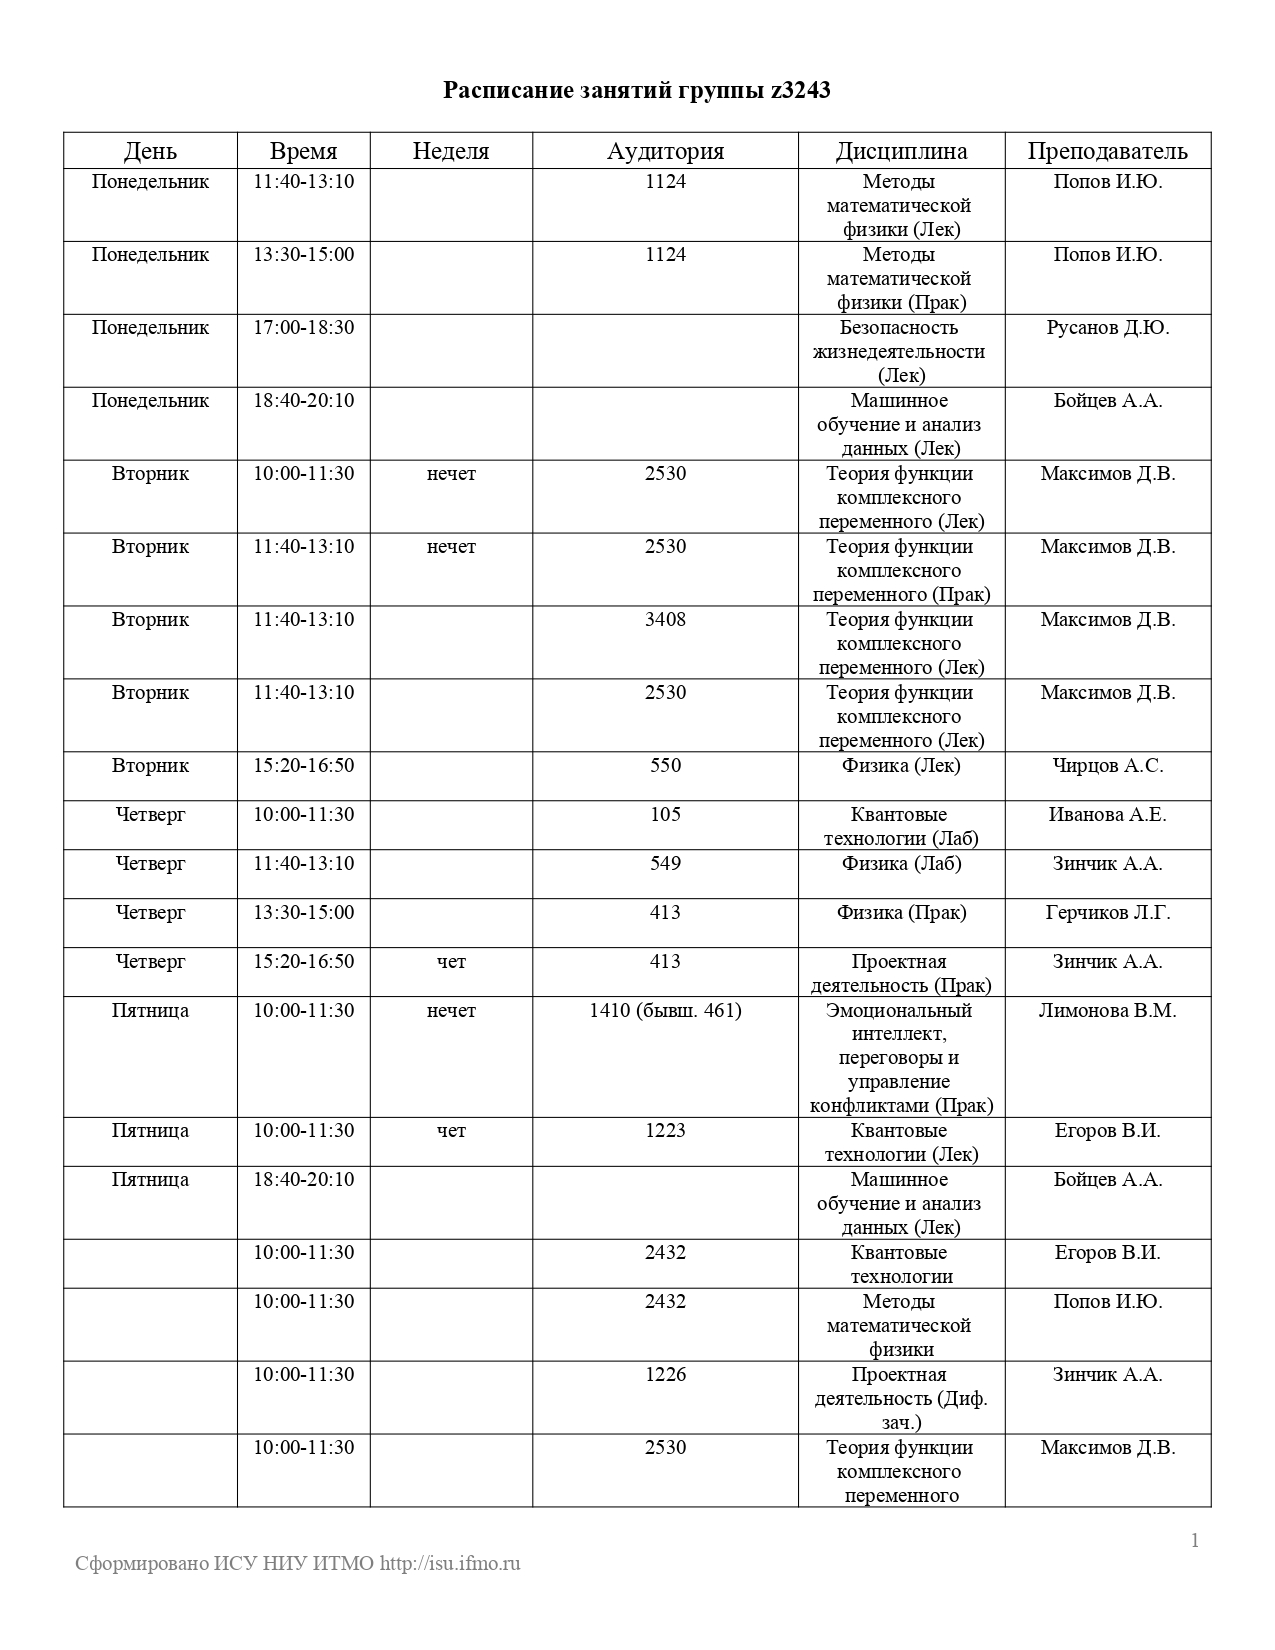 Расписание занятий группы z3243
День Время Неделя Аудитория Дисциплина Преподаватель
Понедельник 11:40-13:10 1124 Методы Попов И.Ю.
математической
физики (Лек)
Понедельник 13:30-15:00 1124 Методы Попов И.Ю.
математической
физики (Прак)
Понедельник 17:00-18:30 Безопасность Русанов Д.Ю.
жизнедеятельности
(Лек)
Понедельник 18:40-20:10 Машинное Бойцев А.А.
обучение и анализ
данных (Лек)
Вторник 10:00-11:30 нечет 2530 Теория функции Максимов Д.В.
комплексного
переменного (Лек)
Вторник 11:40-13:10 нечет 2530 Теория функции Максимов Д.В.
комплексного
переменного (Прак)
Вторник 11:40-13:10 3408 Теория функции Максимов Д.В.
комплексного
переменного (Лек)
Вторник 11:40-13:10 2530 Теория функции Максимов Д.В.
комплексного
переменного (Лек)
Вторник 15:20-16:50 550 Физика (Лек) Чирцов А.С.
Четверг 10:00-11:30 105 Квантовые Иванова А.Е.
технологии (Лаб)
Четверг 11:40-13:10 549 Физика (Лаб) Зинчик А.А.
Четверг 13:30-15:00 413 Физика (Прак) Герчиков Л.Г.
Четверг 15:20-16:50 чет 413 Проектная Зинчик А.А.
деятельность (Прак)
Пятница 10:00-11:30 нечет 1410 (бывш. 461) Эмоциональный Лимонова В.М.
интеллект,
переговоры и
управление
конфликтами (Прак)
Пятница 10:00-11:30 чет 1223 Квантовые Егоров В.И.
технологии (Лек)
Пятница 18:40-20:10 Машинное Бойцев А.А.
обучение и анализ
данных (Лек)
10:00-11:30 2432 Квантовые Егоров В.И.
технологии
10:00-11:30 2432 Методы Попов И.Ю.
математической
физики
10:00-11:30 1226 Проектная Зинчик А.А.
деятельность (Диф.
зач.)
10:00-11:30 2530 Теория функции Максимов Д.В.
комплексного
переменного
1
Сформировано ИСУ НИУ ИТМО http://isu.ifmo.ru